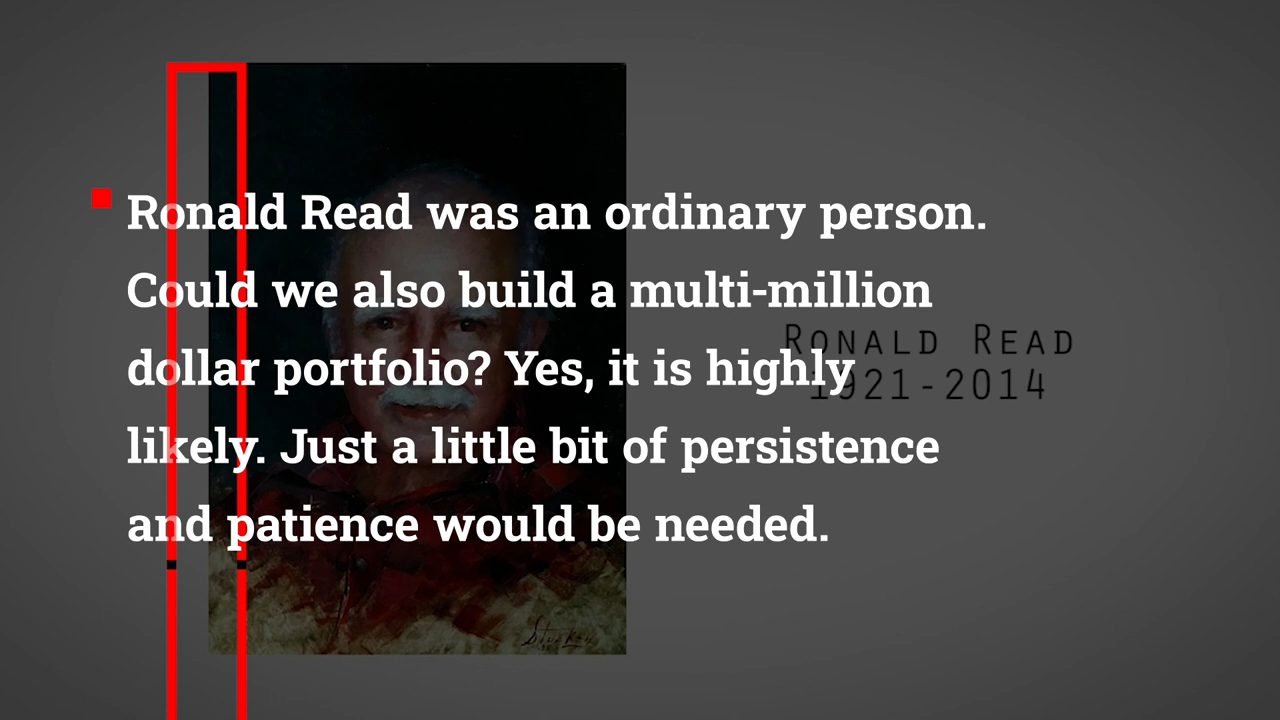 Ronald Read was an ordinary person.
Could we also build a multi-million
dollar portfolio? Yes, it is highly
likely. Just a little bit of persistence
and patience would be needed.
Ronald Read
1921-2014